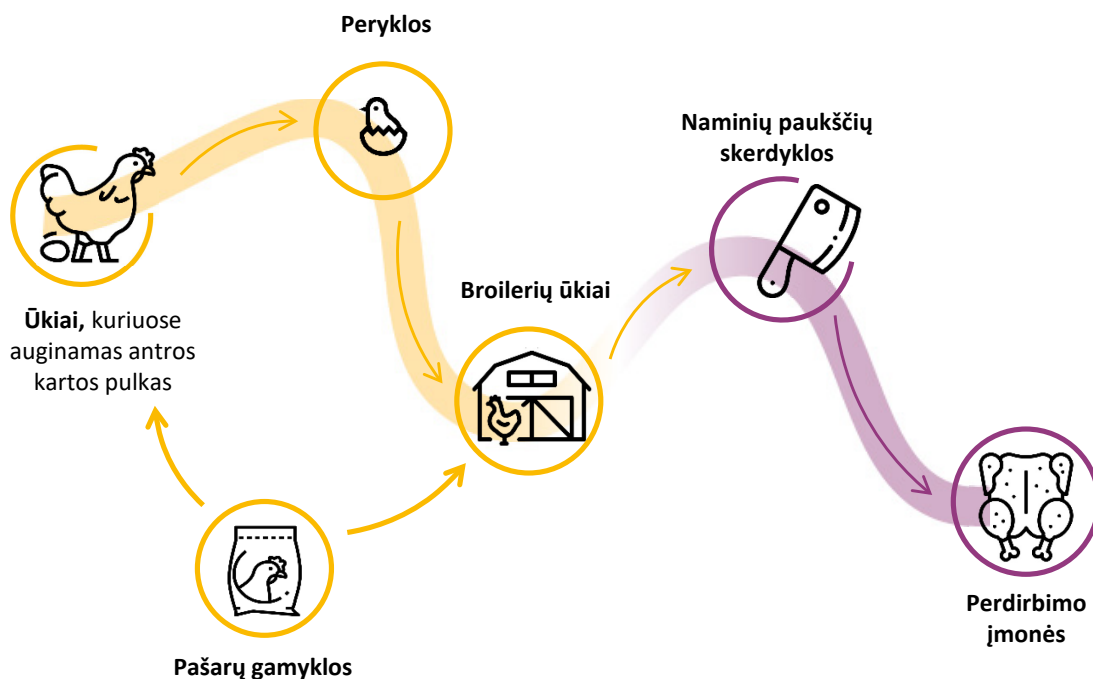 Peryklos
Naminių paukščių
skerdyklos
Broilerių ūkiai
Ūkiai, kuriuose
auginamas antros
kartos pulkas
Perdirbimo
įmonės
Pašarų gamyklos